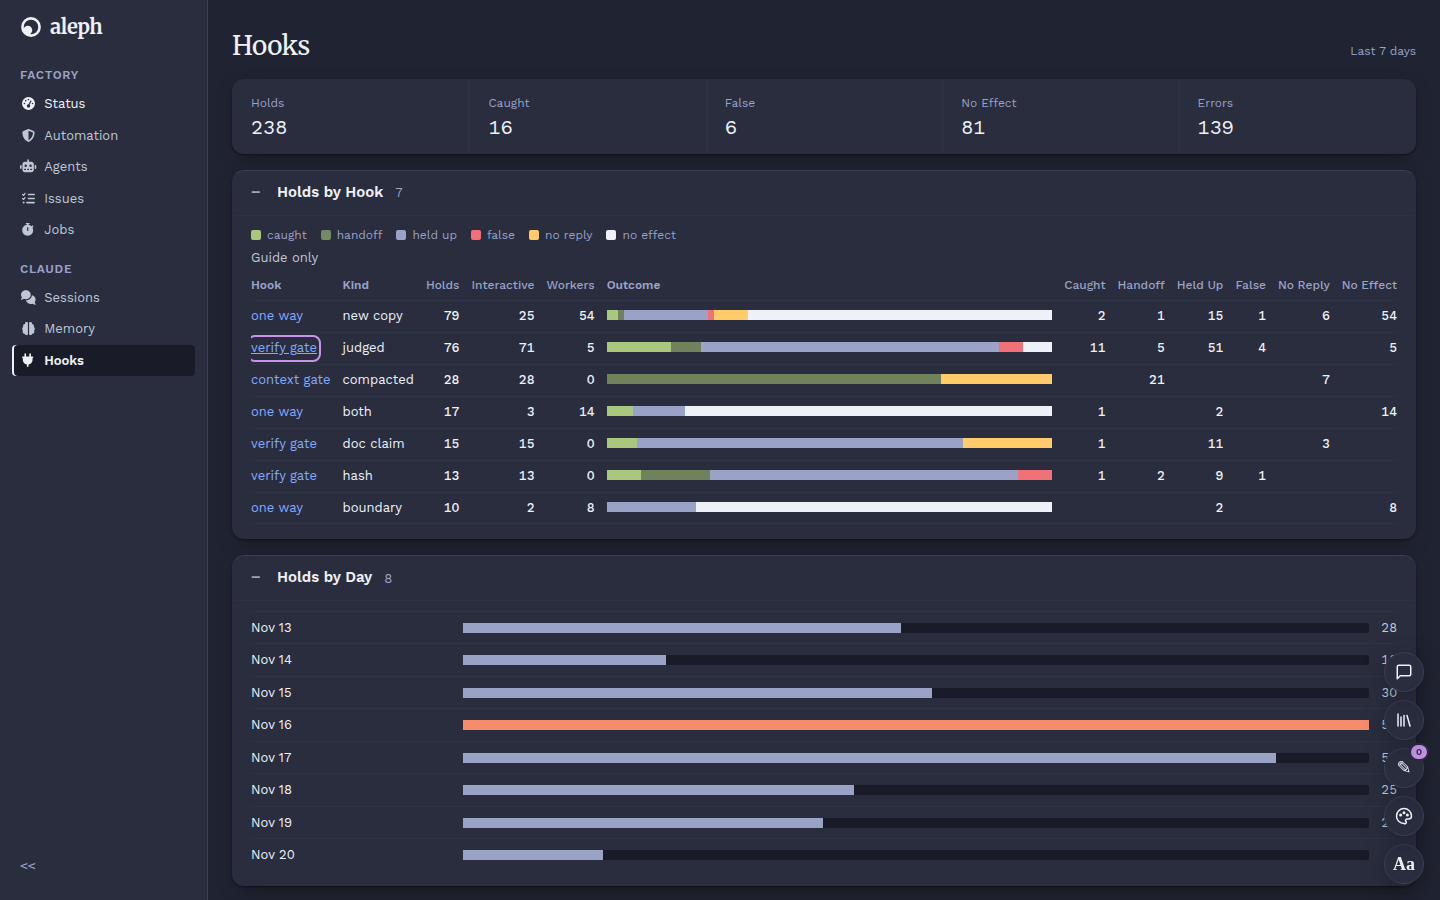 aleph
FACTORY
Status
Automation
Agents
Issues
Jobs
CLAUDE
Sessions
Memory
Hooks
<<
Hooks
Last 7 days
Holds Caught False No Effect Errors
238 16 6 81 139
− Holds by Hook 7
caught handoff held up false no reply no effect
Guide only
Hook Kind Holds Interactive Workers Outcome Caught Handoff Held Up False No Reply No Effect
one way new copy 79 25 54 2 1 15 1 6 54
verify gate judged 76 71 5 11 5 51 4 5
context gate compacted 28 28 0 21 7
one way both 17 3 14 1 2 14
verify gate doc claim 15 15 0 1 11 3
verify gate hash 13 13 0 1 2 9 1
one way boundary 10 2 8 2 8
− Holds by Day 8
Nov 13 28
Nov 14
Nov 15 30
Nov 16
Nov 17
Nov 18 25
Nov 19
Nov 20
0
Aa